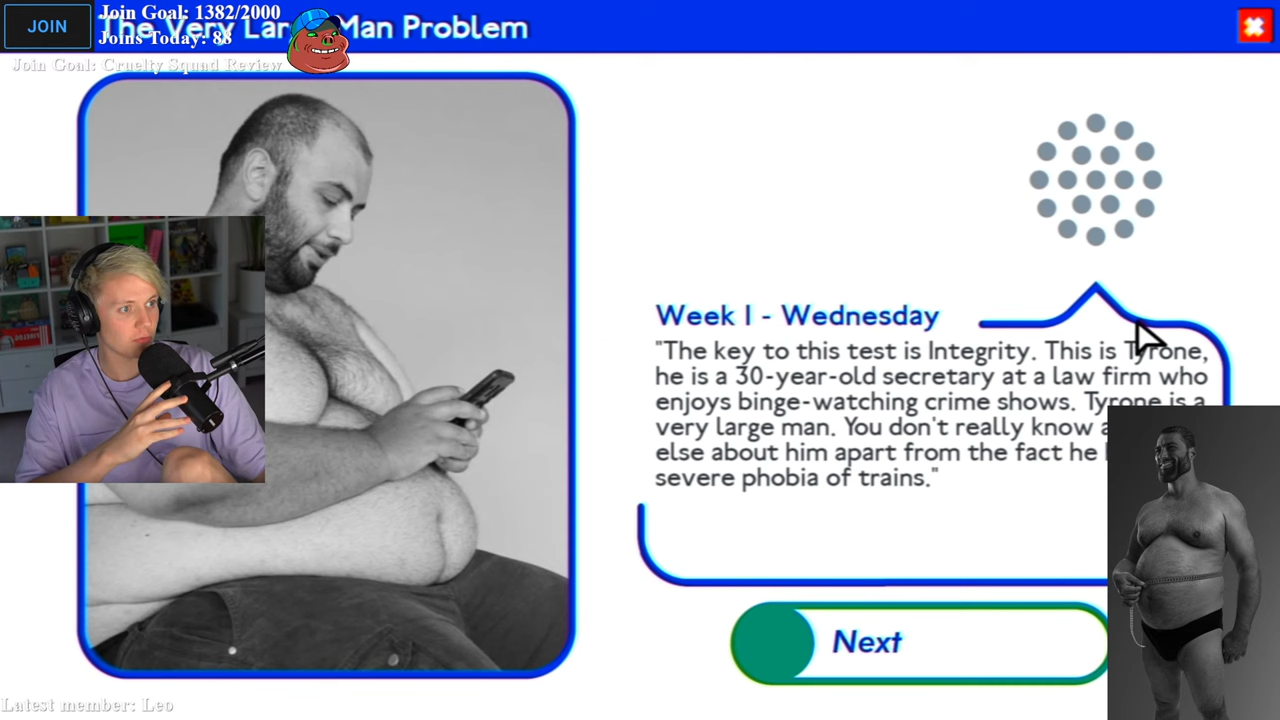 JOIN
Join Goal: 1382/2000
The Very Lar Man Problem
Joins Today: 88
Join Goal: Cruelty Squad Review
Week 1 - Wednesday
"The key to this test is Integrity. This is Tyrone,
he is a 30-year-old secretary at a law firm who
enjoys binge-watching crime shows. Tyrone is a
very large man. You don't really know a
else about him apart from the fact he
severe phobia of trains."
Next
Latest member: Leo